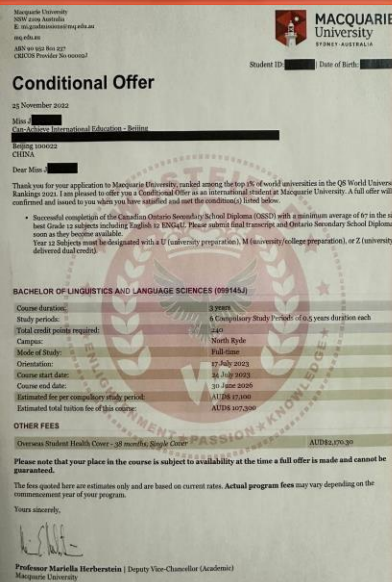 Macquarie University
NSW 2109 Australia
mq.edu.au
ABN 90 952 801 237
MACQUARIE
University
SYDNEY·AUSTRALIA
Student ID: | Date of Birth:
Conditional Offer
25 November 2022
Miss J
Can-Achieve International Education - Beijing
Beijing 100022
CHINA
Dear Miss J
Thank you for your application to Macquarie University, ranked among the top 1% of world universities in the QS World Universi
Rankings 2021. I am pleased to offer you a Conditional Offer as an international student at Macquarie University. A full offer will
confirmed and issued to you when you have satisfied and met the condition(s) listed below.
• Successful completion of the Canadian Ontario Secondary School Diploma (OSSD) with a minimum average of 67 in the si
best Grade 12 subjects including English 12 ENG4U. Please submit final transcript and Ontario Secondary School Diploma
soon as they become available.
Year 12 Subjects must be designated with a U (university preparation), M (university/college preparation), or Z (university
delivered dual credit).
BACHELOR OF LINGUISTICS AND LANGUAGE SCIENCES (099145J)
Course duration: 3 years
Study periods: 6 Compulsory Study Periods of 0.5 years duration each
Total credit points required: 240
Campus: North Ryde
Mode of Study: Full-time
Orientation: 17 July 2023
Course start date: 24 July 2023
Course end date: 30 June 2026
Estimated fee per compulsory study period: AUD$ 17,100
Estimated total tuition fee of this course: AUD$ 107,300
OTHER FEES
Overseas Student Health Cover - 38 months, Single Cover AUD$2,170.30
Please note that your place in the course is subject to availability at the time a full offer is made and cannot be
guaranteed.
The fees quoted here are estimates only and are based on current rates. Actual program fees may vary depending on the
commencement year of your program.
Yours sincerely,
Professor Mariella Herberstein | Deputy Vice-Chancellor (Academic)
Macquarie University